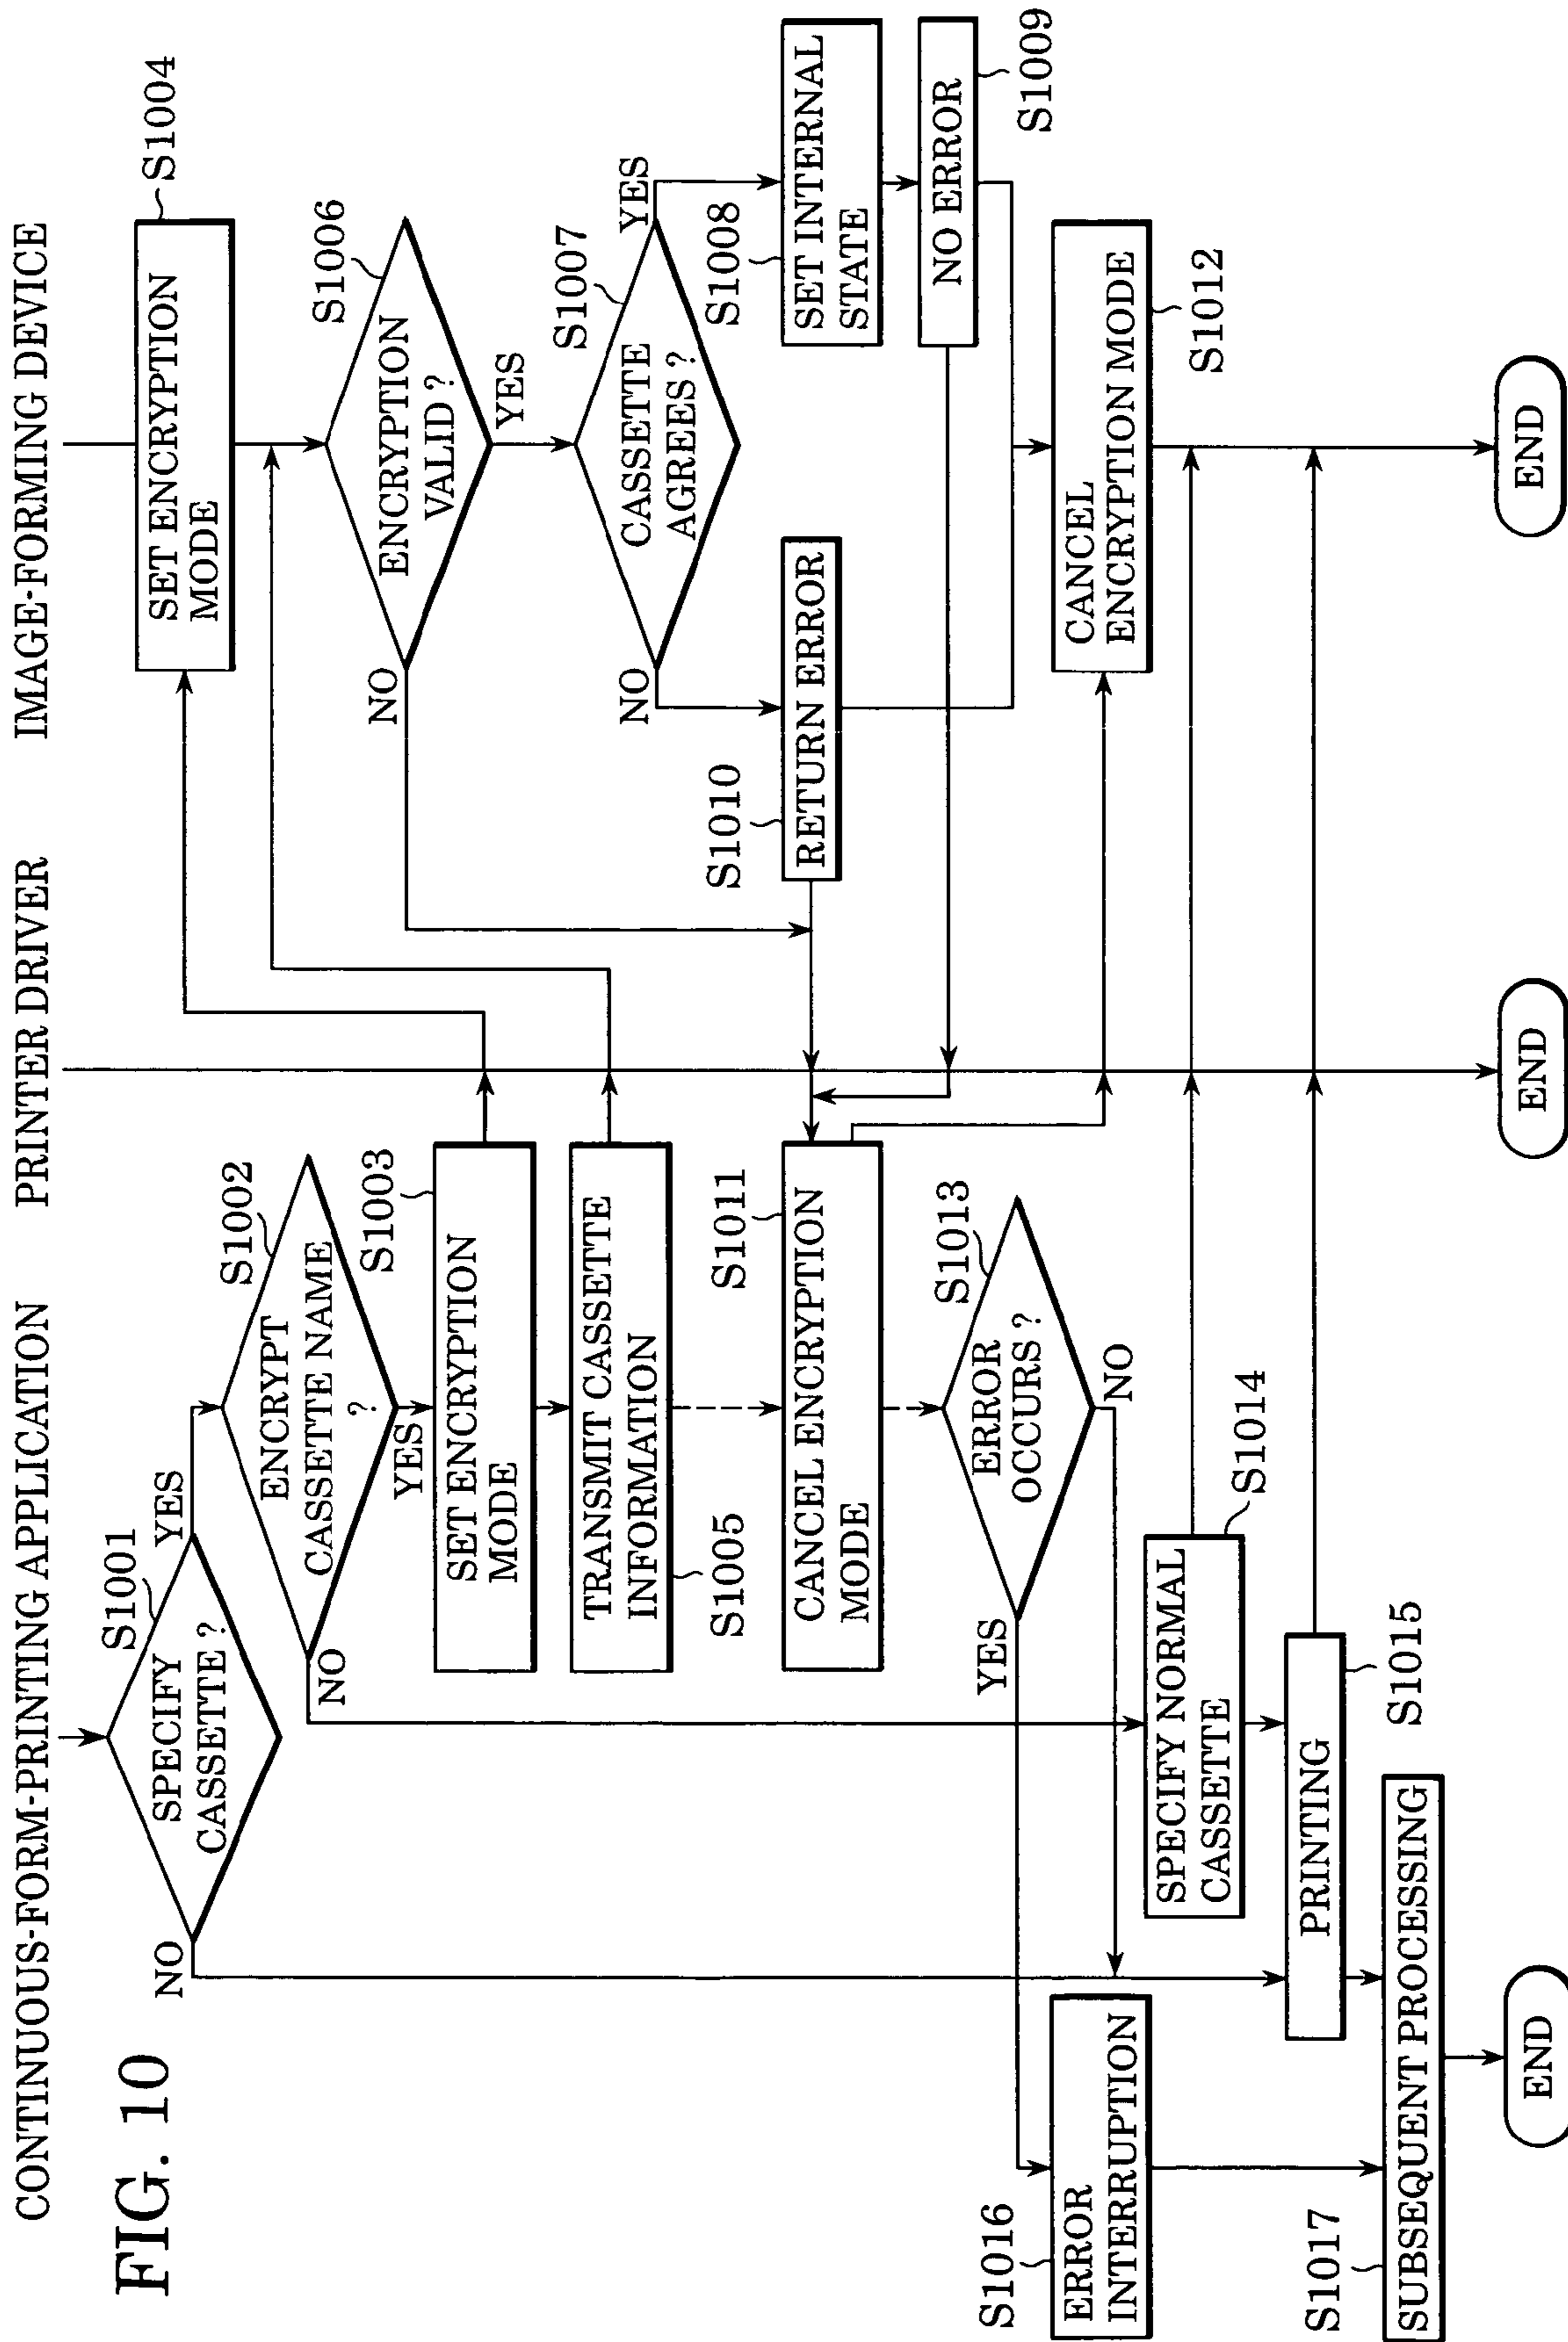 FIG. 10
CONTINUOUS-FORM-PRINTING APPLICATION
PRINTER DRIVER
IMAGE-FORMING DEVICE
S1001
SPECIFY
CASSETTE ?
YES
NO
S1002
ENCRYPT
CASSETTE NAME
?
NO
YES
S1003
SET ENCRYPTION
MODE
S1004
SET ENCRYPTION
MODE
TRANSMIT CASSETTE
INFORMATION
S1005
S1006
ENCRYPTION
VALID ?
NO
YES
S1007
CASSETTE
AGREES ?
NO
YES
S1008
SET INTERNAL
STATE
NO ERROR
S1009
S1010
RETURN ERROR
S1011
CANCEL ENCRYPTION
MODE
CANCEL
ENCRYPTION MODE
S1012
S1013
ERROR
OCCURS ?
YES
NO
SPECIFY NORMAL
CASSETTE
S1014
PRINTING
S1015
S1016
ERROR
INTERRUPTION
S1017
SUBSEQUENT PROCESSING
END
END
END